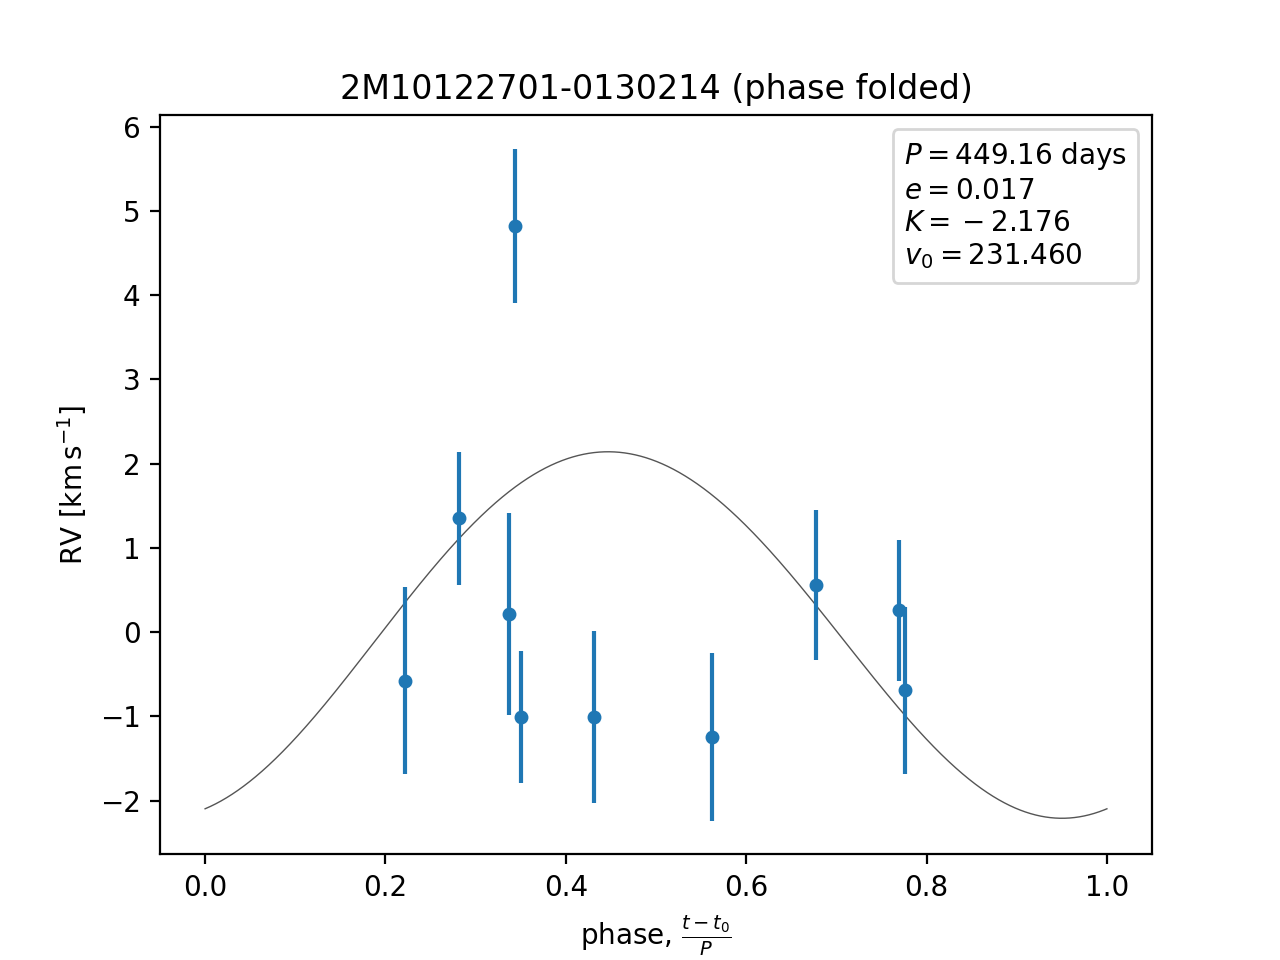 2M10122701-0130214 (phase folded)
P = 449.16 days
e = 0.017
K = −2.176
v₀ = 231.460
6
5
4
3
2
1
0
−1
−2
RV [km s⁻¹]
0.0 0.2 0.4 0.6 0.8 1.0
phase, (t − t₀)/P